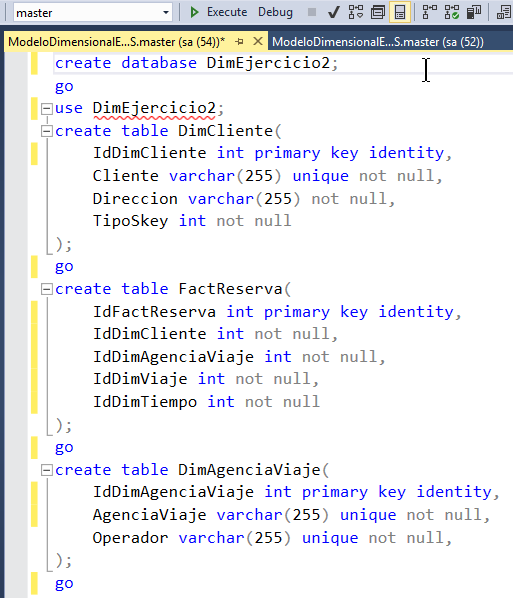 master
Execute Debug
ModeloDimensionalE...S.master (sa (54))*
ModeloDimensionalE...S.master (sa (52))
create database DimEjercicio2;
go
use DimEjercicio2;
create table DimCliente(
IdDimCliente int primary key identity,
Cliente varchar(255) unique not null,
Direccion varchar(255) not null,
TipoSkey int not null
);
go
create table FactReserva(
IdFactReserva int primary key identity,
IdDimCliente int not null,
IdDimAgenciaViaje int not null,
IdDimViaje int not null,
IdDimTiempo int not null
);
go
create table DimAgenciaViaje(
IdDimAgenciaViaje int primary key identity,
AgenciaViaje varchar(255) unique not null,
Operador varchar(255) unique not null,
);
go